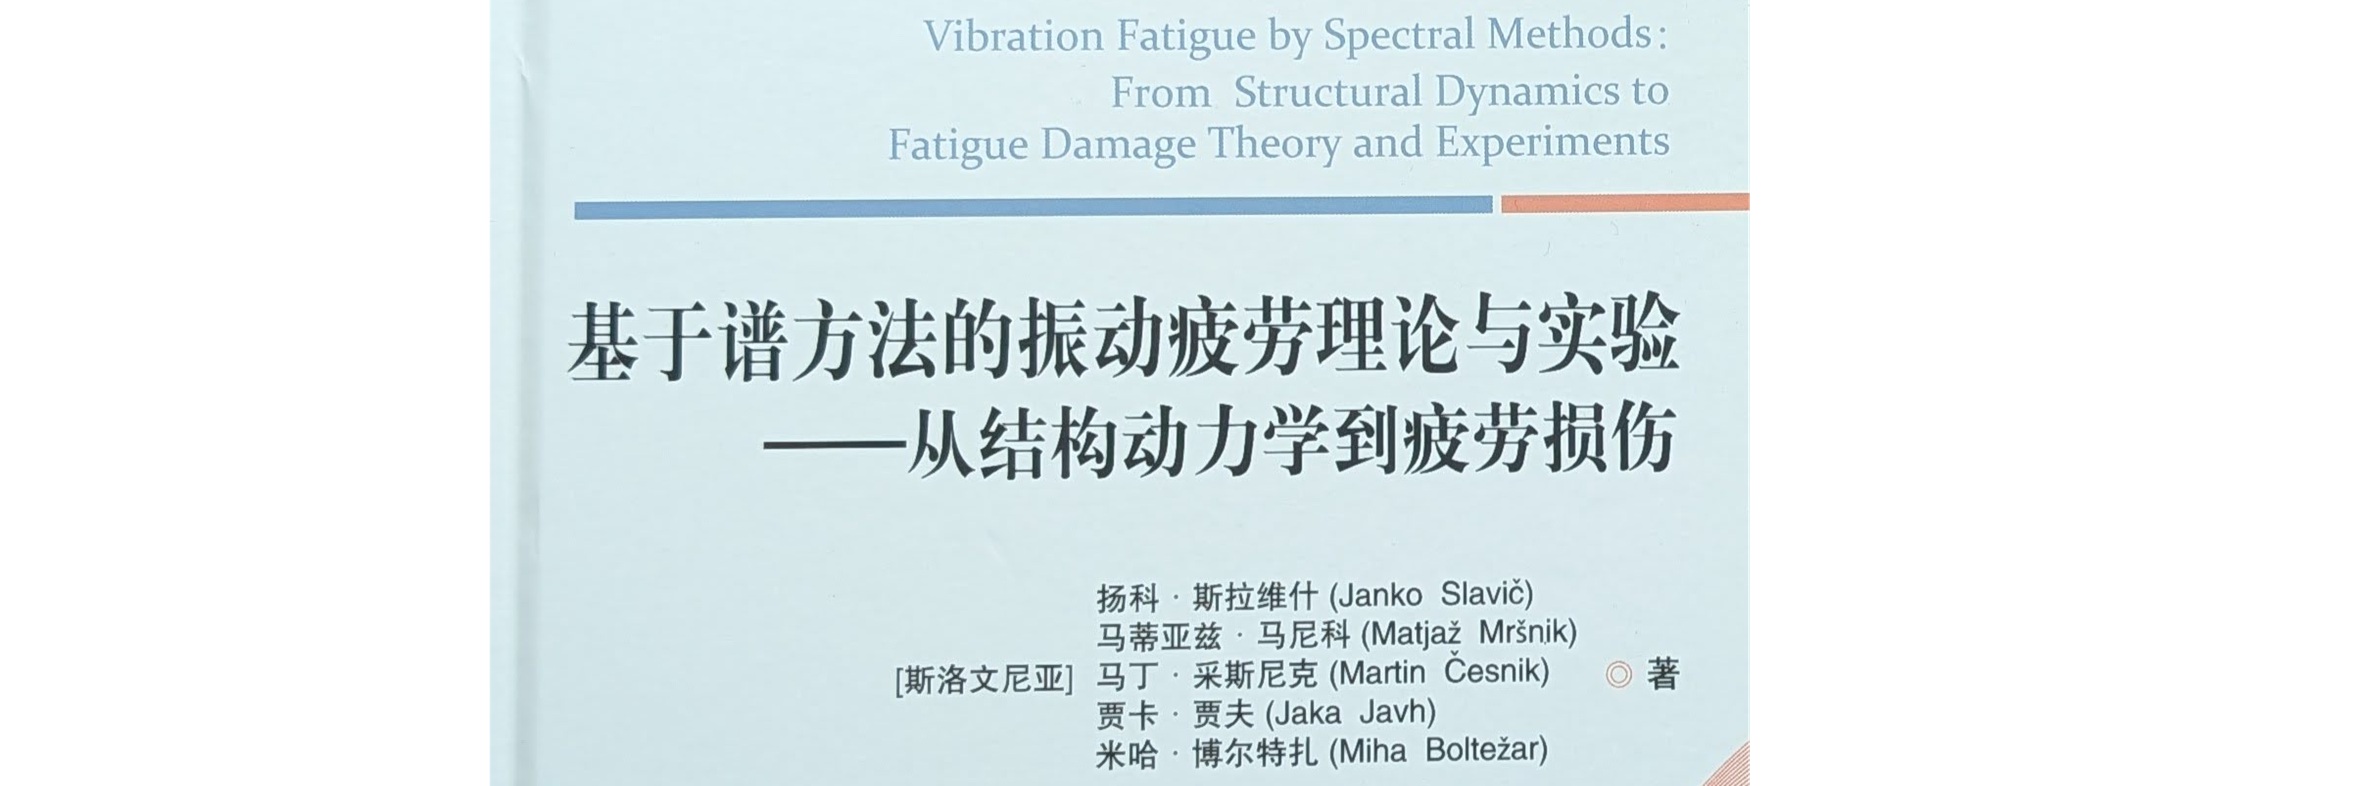 Vibration Fatigue by Spectral Methods:
From Structural Dynamics to
Fatigue Damage Theory and Experiments
基于谱方法的振动疲劳理论与实验
——从结构动力学到疲劳损伤
扬科·斯拉维什 (Janko Slavič)
马蒂亚兹·马尼科 (Matjaž Mršnik)
[斯洛文尼亚] 马丁·采斯尼克 (Martin Česnik) ◎ 著
贾卡·贾夫 (Jaka Javh)
米哈·博尔特扎 (Miha Boltežar)